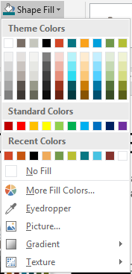 Shape Fill
Theme Colors
Standard Colors
Recent Colors
No Fill
More Fill Colors...
Eyedropper
Picture...
Gradient
Texture